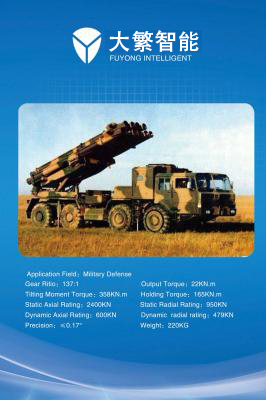 大繁智能
FUYONG INTELLIGENT
Application Field：Military Defense
Gear Ritio：137:1
Output Torque：22KN.m
Tilting Moment Torque：358KN.m
Holding Torque：165KN.m
Static Axial Rating：2400KN
Static Radial Rating：950KN
Dynamic Axial Rating：600KN
Dynamic radial rating：479KN
Precision：≤0.17°
Weight：220KG